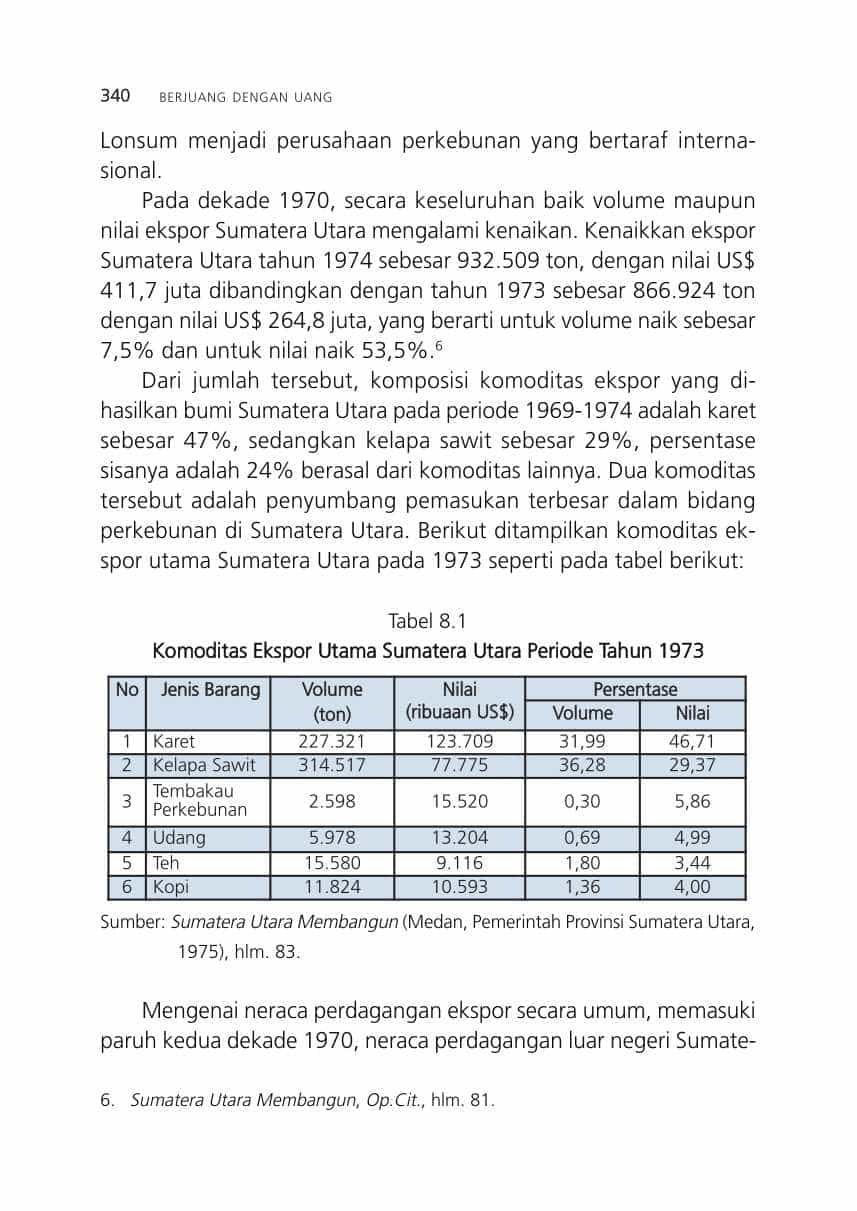 340 BERJUANG DENGAN UANG
Lonsum menjadi perusahaan perkebunan yang bertaraf interna-
sional.
Pada dekade 1970, secara keseluruhan baik volume maupun
nilai ekspor Sumatera Utara mengalami kenaikan. Kenaikkan ekspor
Sumatera Utara tahun 1974 sebesar 932.509 ton, dengan nilai US$
411,7 juta dibandingkan dengan tahun 1973 sebesar 866.924 ton
dengan nilai US$ 264,8 juta, yang berarti untuk volume naik sebesar
7,5% dan untuk nilai naik 53,5%.⁶
Dari jumlah tersebut, komposisi komoditas ekspor yang di-
hasilkan bumi Sumatera Utara pada periode 1969-1974 adalah karet
sebesar 47%, sedangkan kelapa sawit sebesar 29%, persentase
sisanya adalah 24% berasal dari komoditas lainnya. Dua komoditas
tersebut adalah penyumbang pemasukan terbesar dalam bidang
perkebunan di Sumatera Utara. Berikut ditampilkan komoditas ek-
spor utama Sumatera Utara pada 1973 seperti pada tabel berikut:
Tabel 8.1
Komoditas Ekspor Utama Sumatera Utara Periode Tahun 1973
No Jenis Barang Volume Nilai Persentase
(ton) (ribuaan US$) Volume Nilai
1 Karet 227.321 123.709 31,99 46,71
2 Kelapa Sawit 314.517 77.775 36,28 29,37
Tembakau
3 Perkebunan 2.598 15.520 0,30 5,86
4 Udang 5.978 13.204 0,69 4,99
5 Teh 15.580 9.116 1,80 3,44
6 Kopi 11.824 10.593 1,36 4,00
Sumber: Sumatera Utara Membangun (Medan, Pemerintah Provinsi Sumatera Utara,
1975), hlm. 83.
Mengenai neraca perdagangan ekspor secara umum, memasuki
paruh kedua dekade 1970, neraca perdagangan luar negeri Sumate-
6. Sumatera Utara Membangun, Op.Cit., hlm. 81.